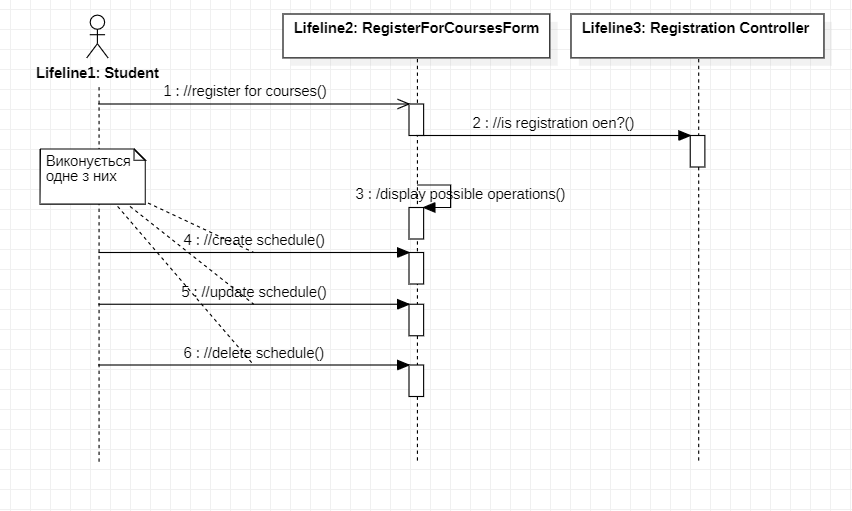 Lifeline2: RegisterForCoursesForm
Lifeline3: Registration Controller
Lifeline1: Student
1 : //register for courses()
2 : //is registration oen?()
Виконується
одне з них
3 : /display possible operations()
4 : //create schedule()
5 : //update schedule()
6 : //delete schedule()